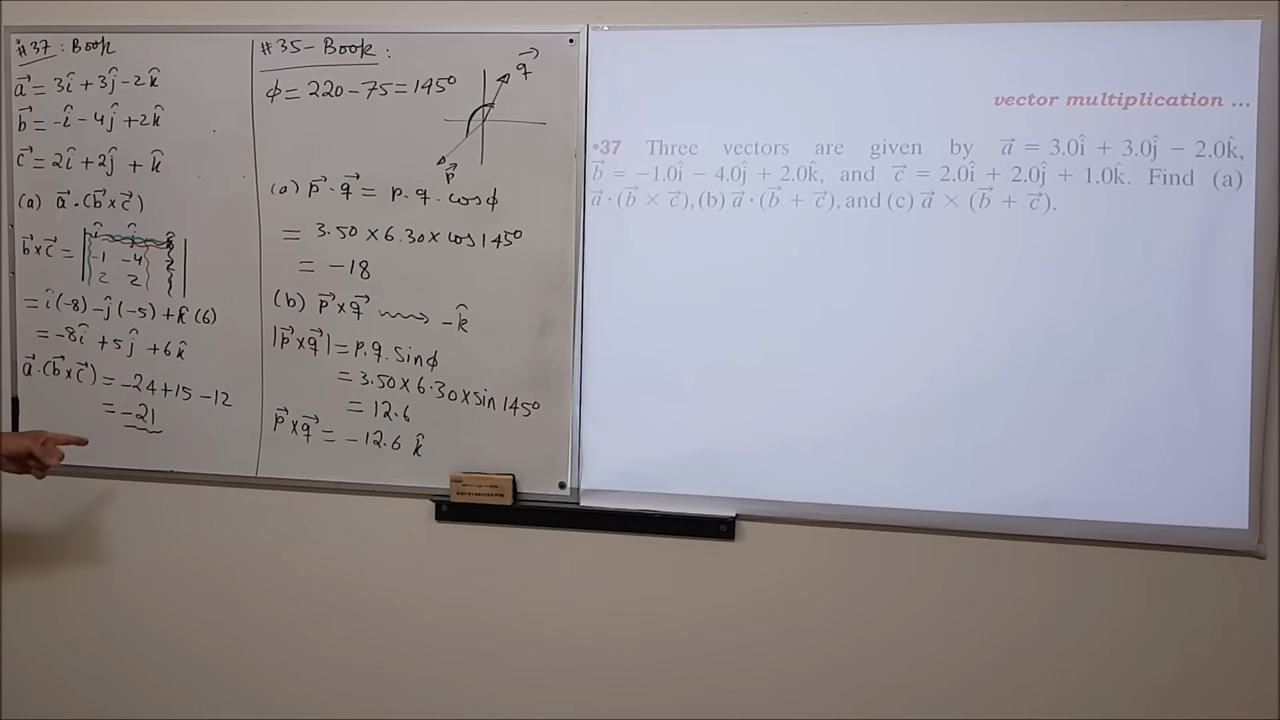 #37: Book
a⃗ = 3î + 3ĵ - 2k̂
b⃗ = -î - 4ĵ + 2k̂
c⃗ = 2î + 2ĵ + k̂
(a) a⃗ · (b⃗ × c⃗)
b⃗ × c⃗ = | î ĵ k̂
-1 -4 2
2 2 |
= î(-8) - ĵ(-5) + k̂(6)
= -8î + 5ĵ + 6k̂
a⃗ · (b⃗ × c⃗) = -24 + 15 - 12
= -21
#35 - Book:
ϕ = 220 - 75 = 145°
q⃗
p⃗
(a) p⃗ · q⃗ = p. q. cosϕ
= 3.50 × 6.30 × cos 145°
= -18
(b) p⃗ × q⃗ → -k̂
|p⃗ × q⃗| = p. q. sinϕ
= 3.50 × 6.30 × sin 145°
= 12.6
p⃗ × q⃗ = -12.6 k̂
vector multiplication ...
•37 Three vectors are given by a⃗ = 3.0î + 3.0ĵ − 2.0k̂,
b⃗ = −1.0î − 4.0ĵ + 2.0k̂, and c⃗ = 2.0î + 2.0ĵ + 1.0k̂. Find (a)
a⃗ · (b⃗ × c⃗), (b) a⃗ · (b⃗ + c⃗), and (c) a⃗ × (b⃗ + c⃗).